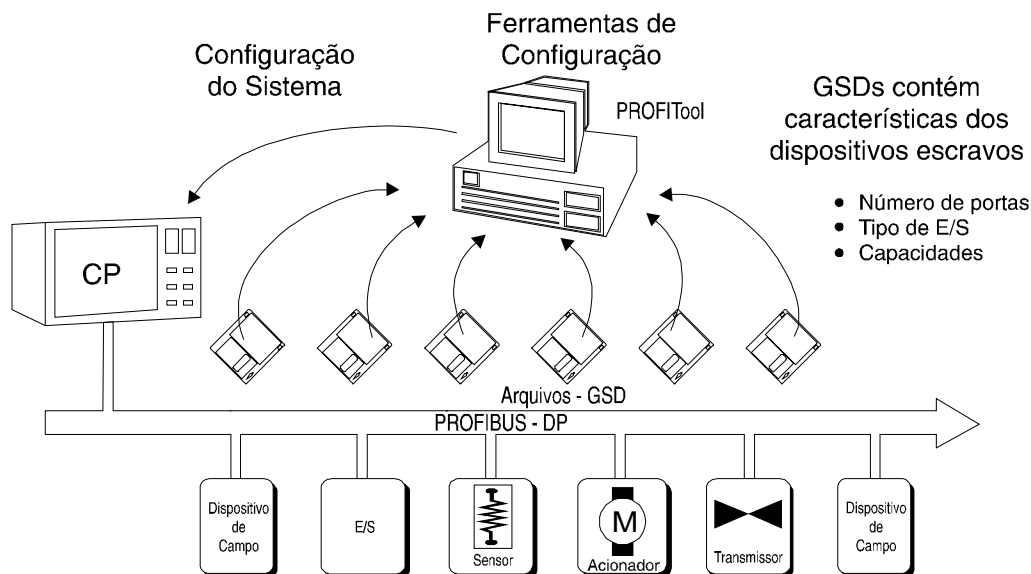 Configuração
do Sistema
Ferramentas de
Configuração
PROFITool
GSDs contém
características dos
dispositivos escravos
• Número de portas
• Tipo de E/S
• Capacidades
CP
Arquivos - GSD
PROFIBUS - DP
Dispositivo
de
Campo
E/S
Sensor
M
Acionador
Transmissor
Dispositivo
de
Campo